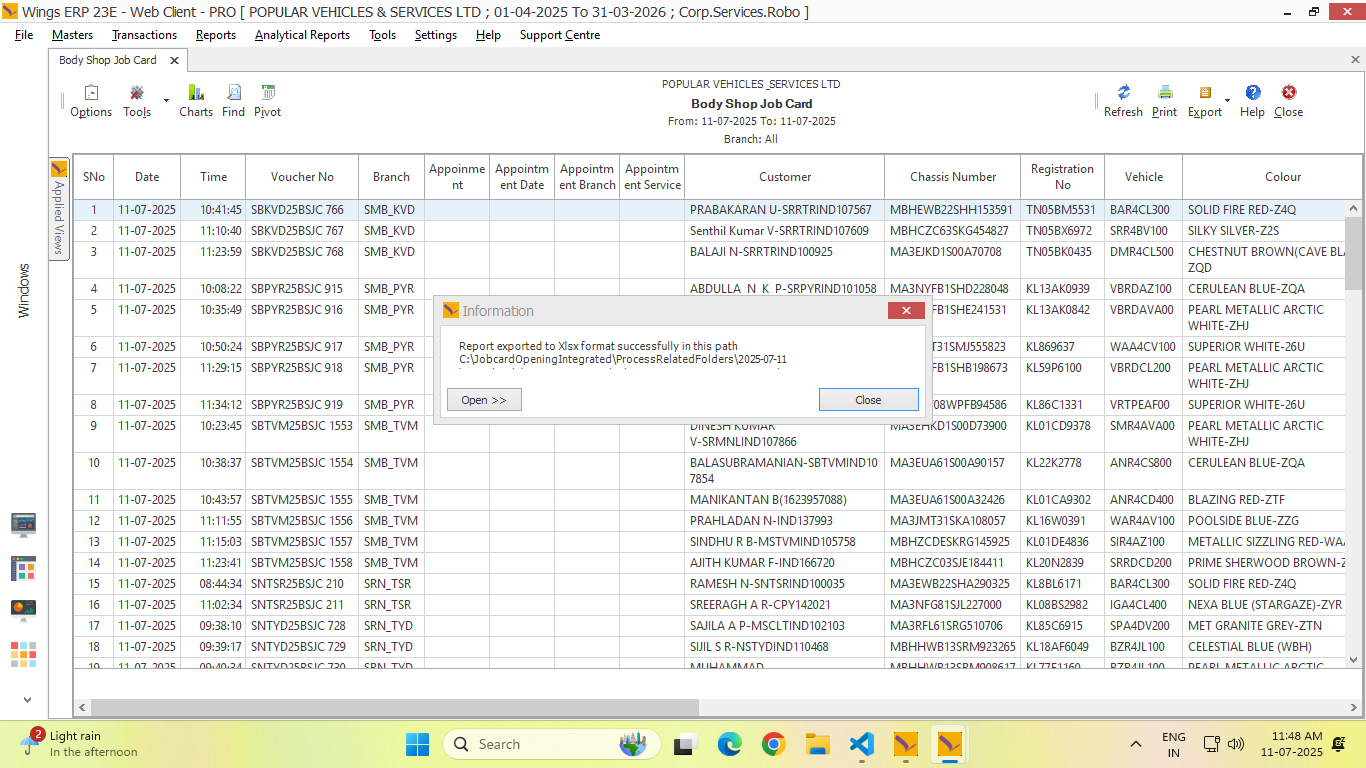 Wings ERP 23E - Web Client - PRO [ POPULAR VEHICLES & SERVICES LTD ; 01-04-2025 To 31-03-2026 ; Corp.Services.Robo ]
File Masters Transactions Reports Analytical Reports Tools Settings Help Support Centre
Body Shop Job Card
POPULAR VEHICLES_SERVICES LTD
Body Shop Job Card
From: 11-07-2025 To: 11-07-2025
Branch: All
Options Tools Charts Find Pivot
Refresh Print Export Help Close
Applied Views
Windows
SNo Date Time Voucher No Branch Appoinment Appointment Date Appointment Branch Appointment Service Customer Chassis Number Registration No Vehicle Colour
1 11-07-2025 10:41:45 SBKVD25BSJC 766 SMB_KVD PRABAKARAN U-SRRTRIND107567 MBHEWB22SHH153591 TN05BM5531 BAR4CL300 SOLID FIRE RED-Z4Q
2 11-07-2025 11:10:40 SBKVD25BSJC 767 SMB_KVD Senthil Kumar V-SRRTRIND107609 MBHCZC63SKG454827 TN05BX6972 SRR4BV100 SILKY SILVER-Z2S
3 11-07-2025 11:23:59 SBKVD25BSJC 768 SMB_KVD BALAJI N-SRRTRIND100925 MA3EJKD1S00A70708 TN05BK0435 DMR4CL500 CHESTNUT BROWN(CAVE BLA
ZQD
4 11-07-2025 10:08:22 SBPYR25BSJC 915 SMB_PYR ABDULLA N K P-SRPYRIND101058 MA3NYFB1SHD228048 KL13AK0939 VBRDAZ100 CERULEAN BLUE-ZQA
5 11-07-2025 10:35:49 SBPYR25BSJC 916 SMB_PYR FB1SHE241531 KL13AK0842 VBRDAVA00 PEARL METALLIC ARCTIC
WHITE-ZHJ
6 11-07-2025 10:50:24 SBPYR25BSJC 917 SMB_PYR T31SMJ555823 KL869637 WAA4CV100 SUPERIOR WHITE-26U
7 11-07-2025 11:29:15 SBPYR25BSJC 918 SMB_PYR FB1SHB198673 KL59P6100 VBRDCL200 PEARL METALLIC ARCTIC
WHITE-ZHJ
8 11-07-2025 11:34:12 SBPYR25BSJC 919 SMB_PYR 08WPFB94586 KL86C1331 VRTPEAF00 SUPERIOR WHITE-26U
9 11-07-2025 10:23:45 SBTVM25BSJC 1553 SMB_TVM DINESH KUMAR MA3EHKD1S00D73900 KL01CD9378 SMR4AVA00 PEARL METALLIC ARCTIC
V-SRMNLIND107866 WHITE-ZHJ
10 11-07-2025 10:38:37 SBTVM25BSJC 1554 SMB_TVM BALASUBRAMANIAN-SBTVMIND10 MA3EUA61S00A90157 KL22K2778 ANR4CS800 CERULEAN BLUE-ZQA
7854
11 11-07-2025 10:43:57 SBTVM25BSJC 1555 SMB_TVM MANIKANTAN B(1623957088) MA3EUA61S00A32426 KL01CA9302 ANR4CD400 BLAZING RED-ZTF
12 11-07-2025 11:11:55 SBTVM25BSJC 1556 SMB_TVM PRAHLADAN N-IND137993 MA3JMT31SKA108057 KL16W0391 WAR4AV100 POOLSIDE BLUE-ZZG
13 11-07-2025 11:15:03 SBTVM25BSJC 1557 SMB_TVM SINDHU R B-MSTVMIND105758 MBHZCDESKRG145925 KL01DE4836 SIR4AZ100 METALLIC SIZZLING RED-WAA
14 11-07-2025 11:23:41 SBTVM25BSJC 1558 SMB_TVM AJITH KUMAR F-IND166720 MBHCZC03SJE184411 KL20N2839 SRRDCD200 PRIME SHERWOOD BROWN-Z
15 11-07-2025 08:44:34 SNTSR25BSJC 210 SRN_TSR RAMESH N-SNTSRIND100035 MA3EWB22SHA290325 KL8BL6171 BAR4CL300 SOLID FIRE RED-Z4Q
16 11-07-2025 11:02:34 SNTSR25BSJC 211 SRN_TSR SREERAGH A R-CPY142021 MA3NFG81SJL227000 KL08BS2982 IGA4CL400 NEXA BLUE (STARGAZE)-ZYR
17 11-07-2025 09:38:10 SNTYD25BSJC 728 SRN_TYD SAJILA A P-MSCLTIND102103 MA3RFL61SRG510706 KL85C6915 SPA4DV200 MET GRANITE GREY-ZTN
18 11-07-2025 09:39:17 SNTYD25BSJC 729 SRN_TYD SIJIL S R-NSTYDIND110468 MBHHWB13SRM923265 KL18AF6049 BZR4JL100 CELESTIAL BLUE (WBH)
19 11-07-2025 09:40:34 SNTYD25BSJC 730 SRN_TYD MUHAMMAD MBHHWB13SRM908617 KL77F1160 BZR4JL100 PEARL METALLIC ARCTIC
Information
Report exported to Xlsx format successfully in this path
C:\JobcardOpeningIntegrated\ProcessRelatedFolders\2025-07-11
Open >> Close
2 Light rain
In the afternoon
Search
ENG
IN
11:48 AM
11-07-2025